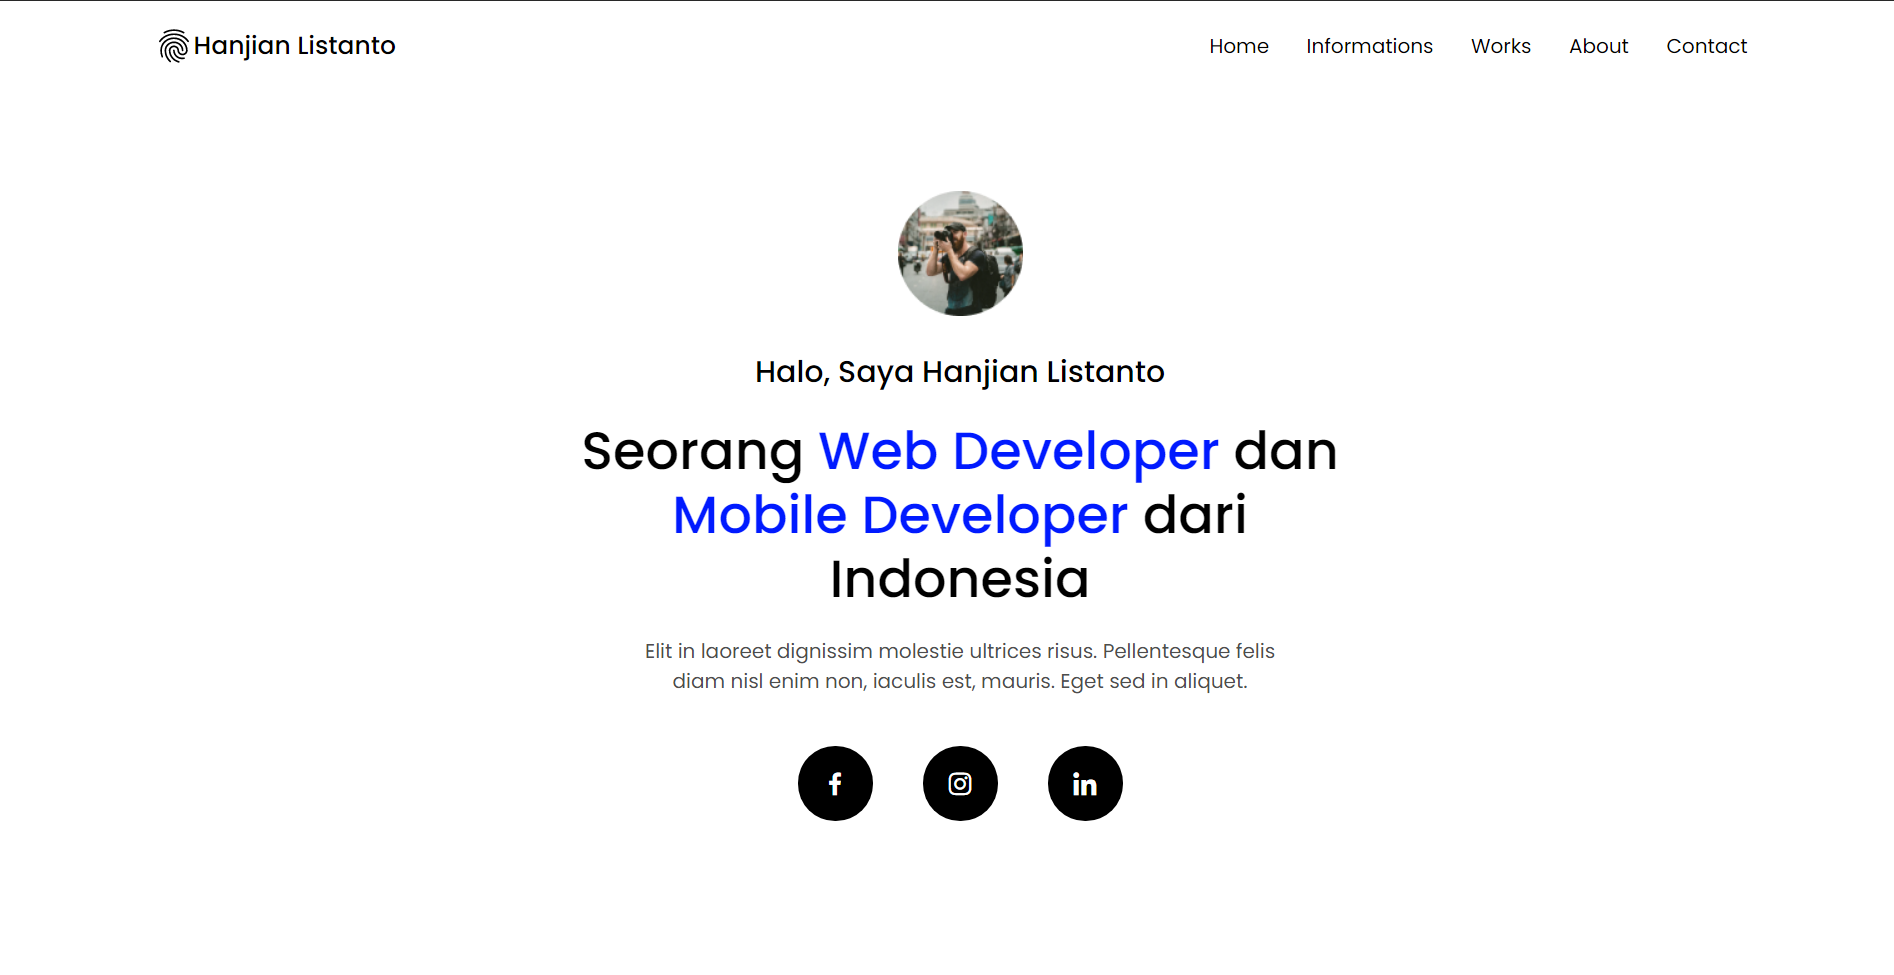 Hanjian Listanto
Home Informations Works About Contact
Halo, Saya Hanjian Listanto
Seorang Web Developer dan
Mobile Developer dari
Indonesia
Elit in laoreet dignissim molestie ultrices risus. Pellentesque felis
diam nisl enim non, iaculis est, mauris. Eget sed in aliquet.